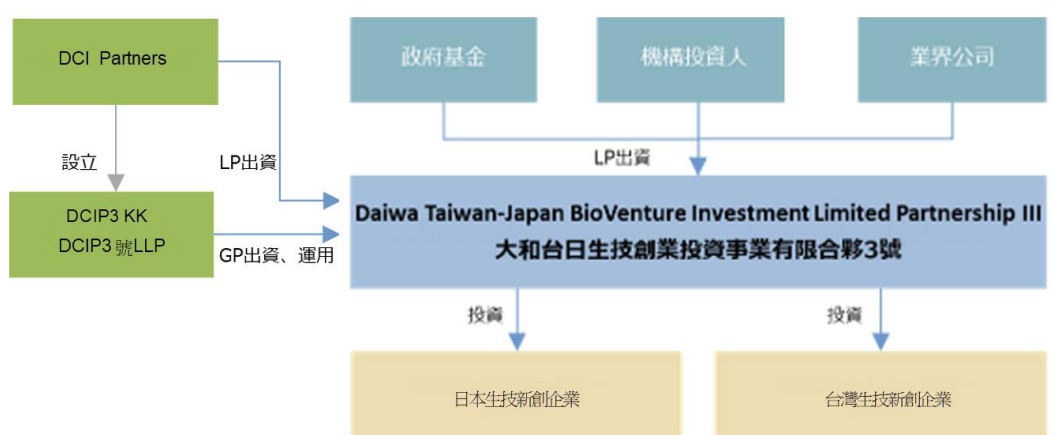 DCI Partners
政府基金
機構投資人
業界公司
設立
LP出資
LP出資
DCIP3 KK
DCIP3 號LLP
GP出資、運用
Daiwa Taiwan-Japan BioVenture Investment Limited Partnership III
大和台日生技創業投資事業有限合夥3號
投資
投資
日本生技新創企業
台灣生技新創企業